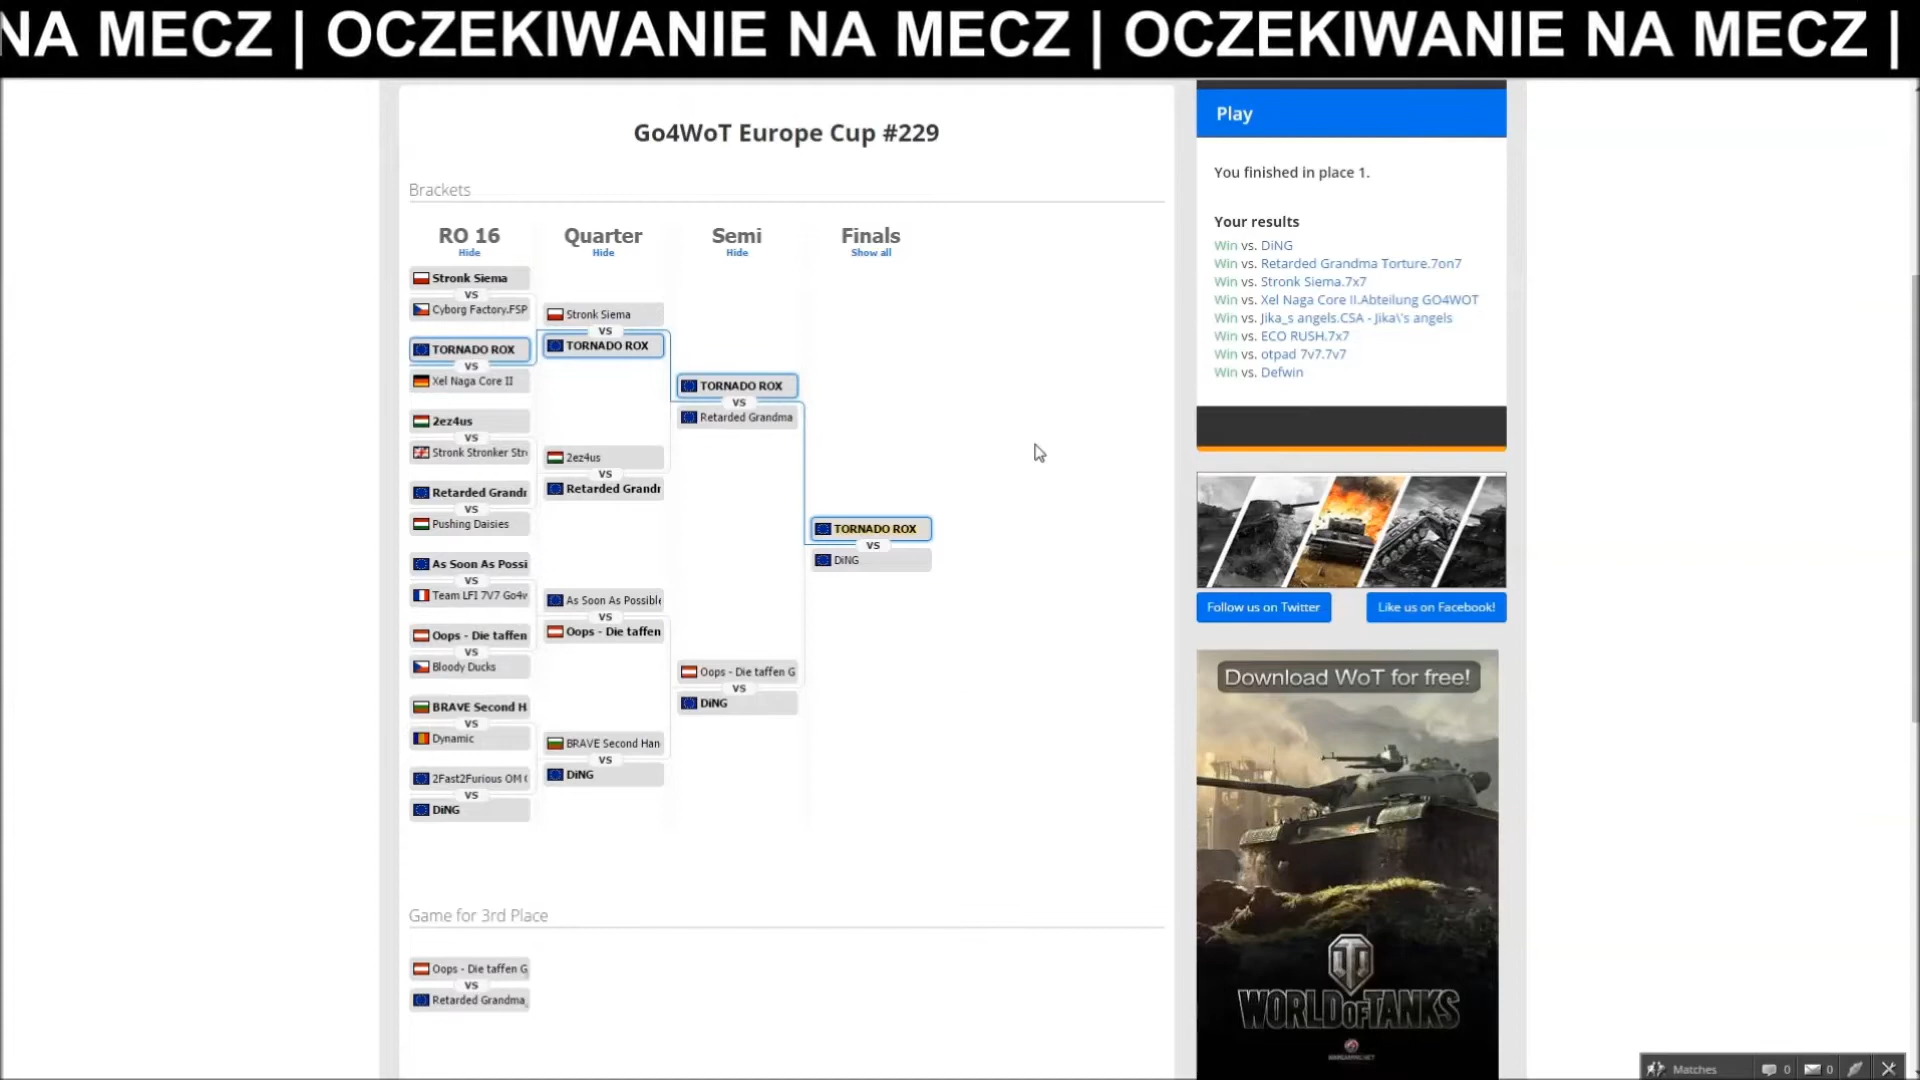 NA MECZ | OCZEKIWANIE NA MECZ | OCZEKIWANIE NA MECZ |
Go4WoT Europe Cup #229
Brackets
RO 16
Hide
Stronk Siema
VS
Cyborg Factory.FSP
TORNADO ROX
VS
Xel Naga Core II
2ez4us
VS
Stronk Stronker Str
Retarded Grand
VS
Pushing Daisies
As Soon As Possi
VS
Team LFI 7V7 Go4
Oops - Die taffen
VS
Bloody Ducks
BRAVE Second H
VS
Dynamic
2Fast2Furious OM
VS
DiNG
Quarter
Hide
Stronk Siema
VS
TORNADO ROX
2ez4us
VS
Retarded Grand
As Soon As Possible
VS
Oops - Die taffen
BRAVE Second Han
VS
DiNG
Semi
Hide
TORNADO ROX
VS
Retarded Grandma
Oops - Die taffen G
VS
DiNG
Finals
Show all
TORNADO ROX
VS
DiNG
Game for 3rd Place
Oops - Die taffen G
VS
Retarded Grandma
Play
You finished in place 1.
Your results
Win vs. DiNG
Win vs. Retarded Grandma Torture.7on7
Win vs. Stronk Siema.7x7
Win vs. Xel Naga Core II.Abteilung GO4WOT
Win vs. Jika_s angels.CSA - Jika\'s angels
Win vs. ECO RUSH.7x7
Win vs. otpad 7v7.7v7
Win vs. Defwin
Follow us on Twitter
Like us on Facebook!
Download WoT for free!
WORLD OF TANKS
WARGAMING.NET
Matches
0
0